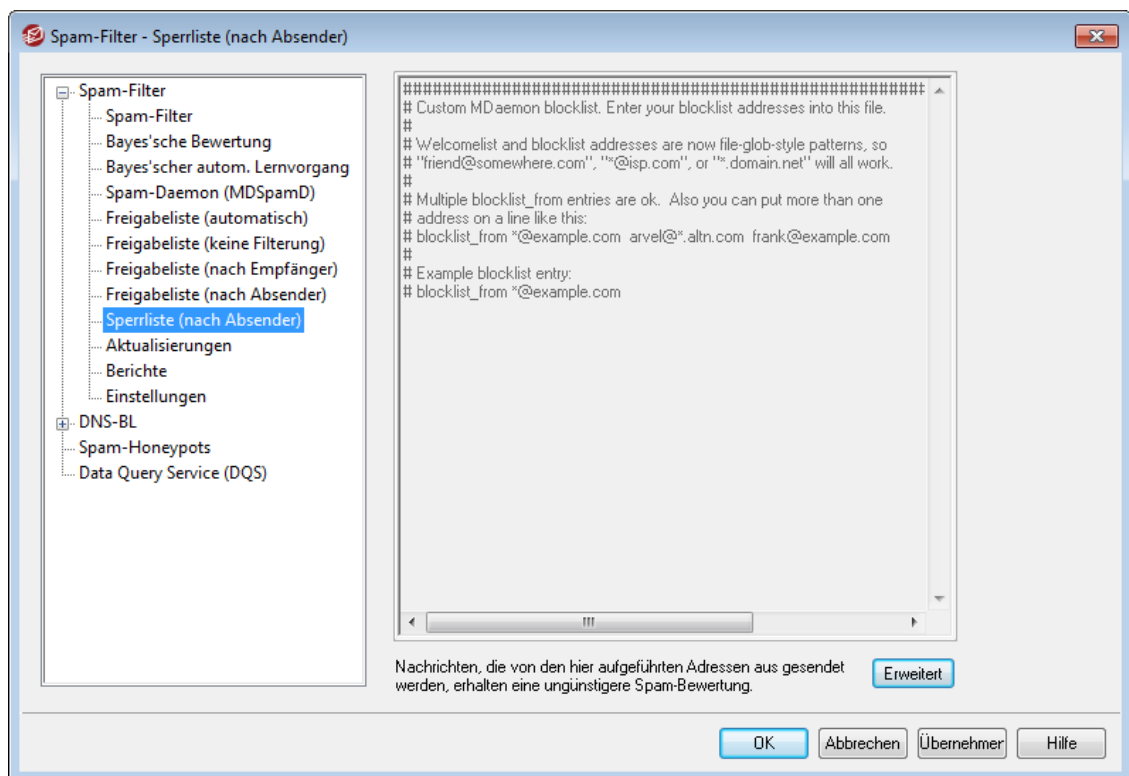 Spam-Filter - Sperrliste (nach Absender)
Spam-Filter
Spam-Filter
Bayes'sche Bewertung
Bayes'scher autom. Lernvorgang
Spam-Daemon (MDSpamD)
Freigabeliste (automatisch)
Freigabeliste (keine Filterung)
Freigabeliste (nach Empfänger)
Freigabeliste (nach Absender)
Sperrliste (nach Absender)
Aktualisierungen
Berichte
Einstellungen
DNS-BL
Spam-Honeypots
Data Query Service (DQS)
####################################################
# Custom MDaemon blocklist. Enter your blocklist addresses into this file.
#
# Welcomelist and blocklist addresses are now file-glob-style patterns, so
# "friend@somewhere.com", "*@isp.com", or "*.domain.net" will all work.
#
# Multiple blocklist_from entries are ok.  Also you can put more than one
# address on a line like this:
# blocklist_from *@example.com  arvel@*.altn.com  frank@example.com
#
# Example blocklist entry:
# blocklist_from *@example.com
Nachrichten, die von den hier aufgeführten Adressen aus gesendet
werden, erhalten eine ungünstigere Spam-Bewertung.
Erweitert
OK
Abbrechen
Übernehmer
Hilfe